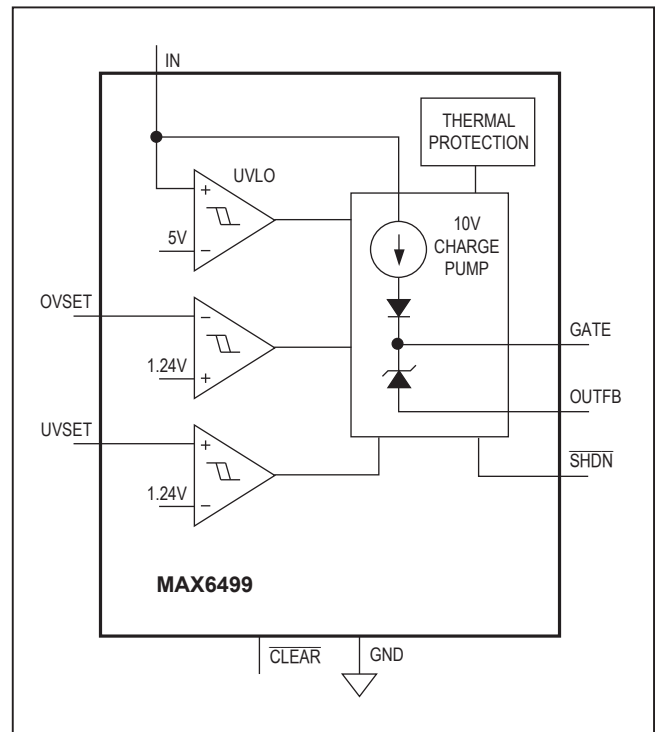 IN
THERMAL
PROTECTION
UVLO
+
5V
−
10V
CHARGE
PUMP
OVSET
−
1.24V
+
GATE
OUTFB
UVSET
+
1.24V
−
SHDN
MAX6499
CLEAR
GND